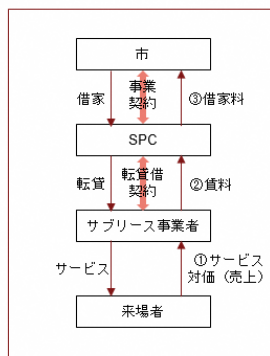 市
借家
事業
契約
③借家料
SPC
転貸
転貸借
契約
②賃料
サブリース事業者
サービス
①サービス
対価（売上）
来場者